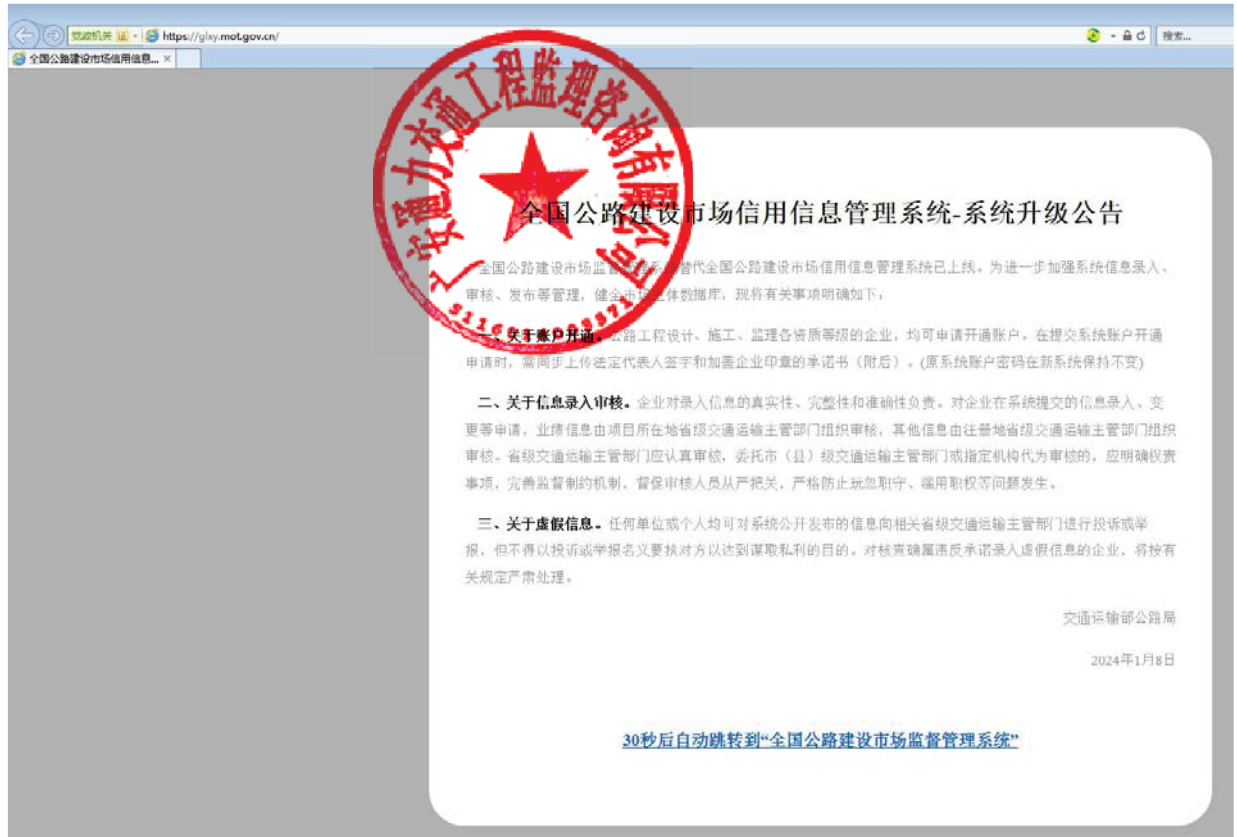 党政机关 证
https://glxy.mot.gov.cn/
搜索...
全国公路建设市场信用信息... ×
广安通力交通工程监理咨询有限公司
全国公路建设市场信用信息管理系统-系统升级公告
全国公路建设市场监督管理系统替代全国公路建设市场信用信息管理系统已上线。为进一步加强系统信息录入、
审核、发布等管理，健全市场主体数据库，现将有关事项明确如下：
一、关于账户开通。公路工程设计、施工、监理各资质等级的企业，均可申请开通账户。在提交系统账户开通
申请时，需同步上传法定代表人签字和加盖企业印章的承诺书（附后）。(原系统账户密码在新系统保持不变)
二、关于信息录入审核。企业对录入信息的真实性、完整性和准确性负责。对企业在系统提交的信息录入、变
更等申请，业绩信息由项目所在地省级交通运输主管部门组织审核，其他信息由注册地省级交通运输主管部门组织
审核。省级交通运输主管部门应认真审核，委托市（县）级交通运输主管部门或指定机构代为审核的，应明确权责
事项，完善监督制约机制，督促审核人员从严把关，严格防止玩忽职守、滥用职权等问题发生。
三、关于虚假信息。任何单位或个人均可对系统公开发布的信息向相关省级交通运输主管部门进行投诉或举
报，但不得以投诉或举报名义要挟对方以达到谋取私利的目的。对核查确属违反承诺录入虚假信息的企业，将按有
关规定严肃处理。
交通运输部公路局
2024年1月8日
30秒后自动跳转到“全国公路建设市场监督管理系统”